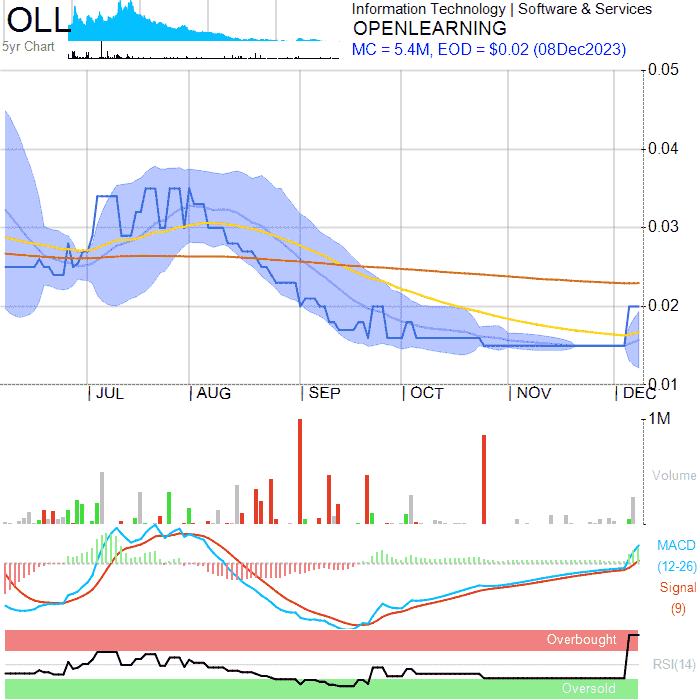 OLL
5yr Chart
Information Technology | Software & Services
OPENLEARNING
MC = 5.4M, EOD = $0.02 (08Dec2023)
0.05
0.04
0.03
0.02
0.01
JUL AUG SEP OCT NOV DEC
1M
Volume
MACD
(12-26)
Signal
(9)
Overbought
RSI(14)
Oversold